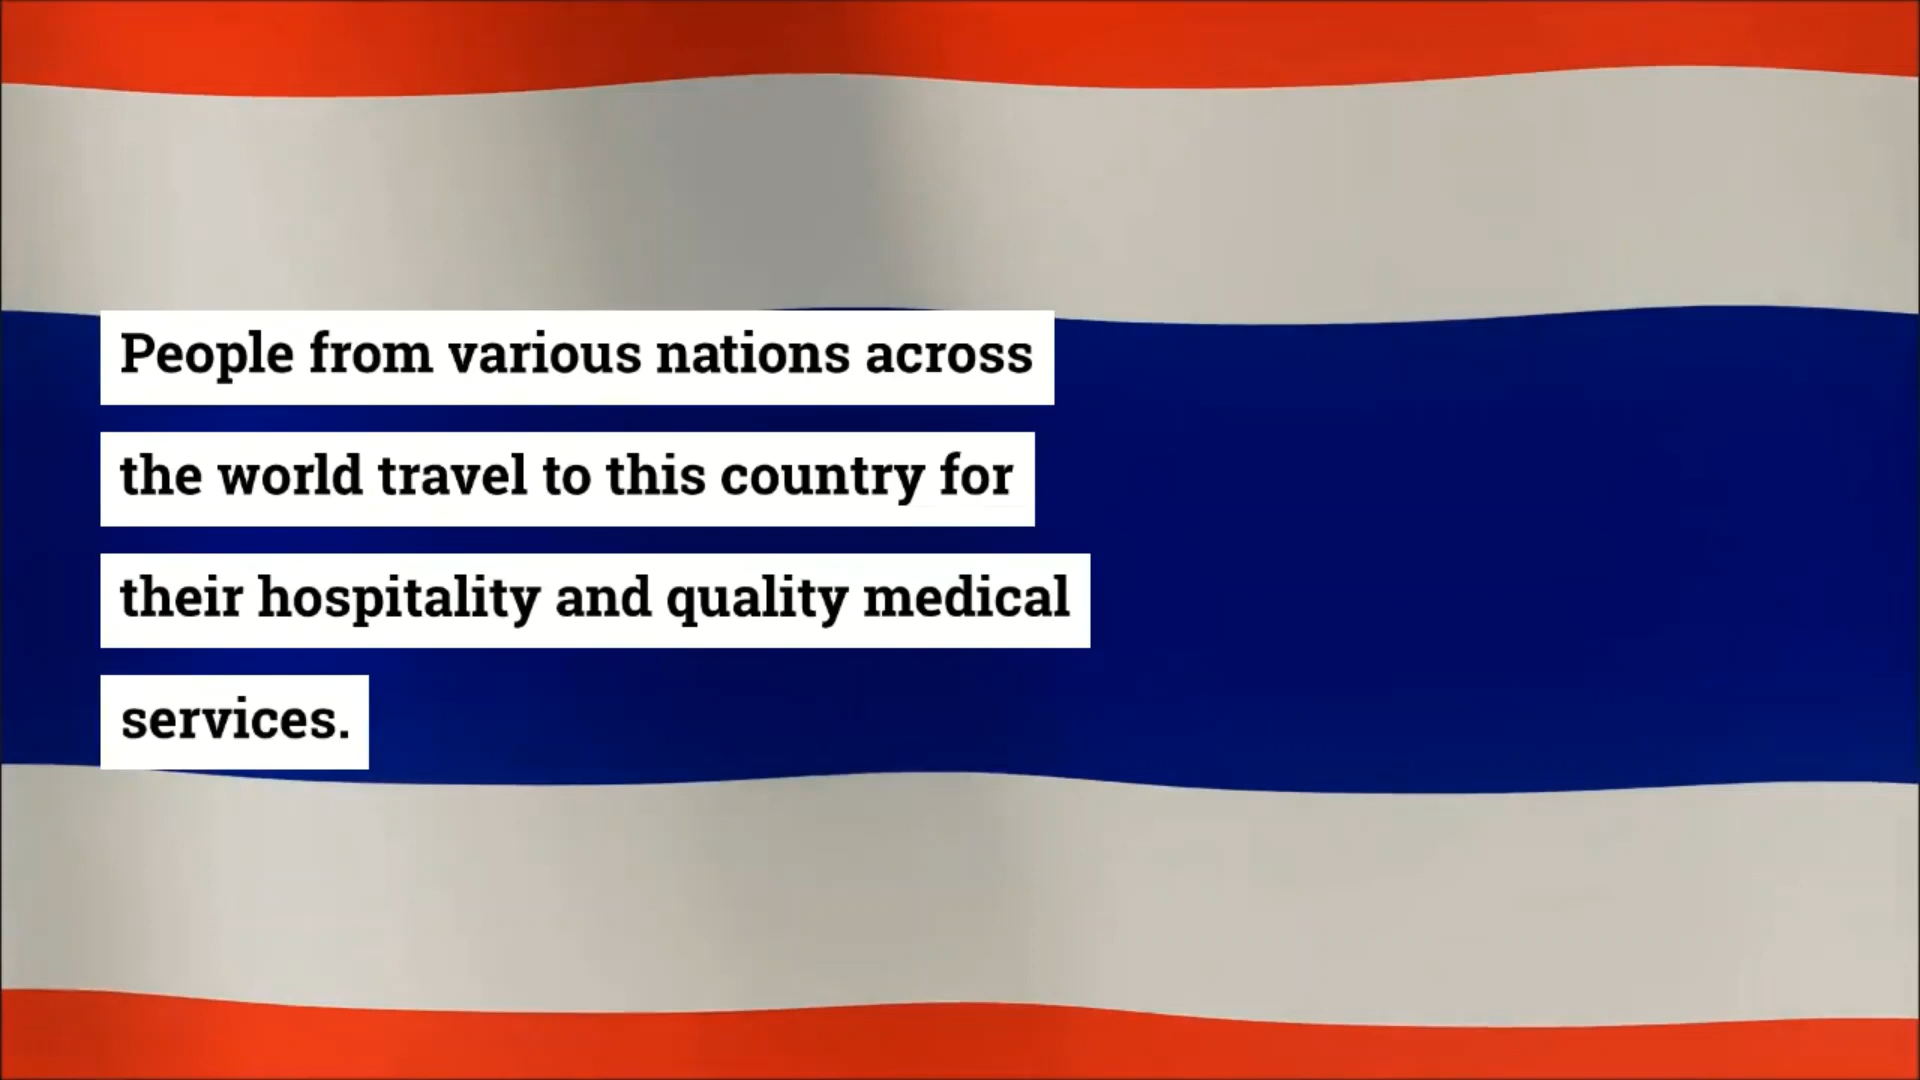 People from various nations across
the world travel to this country for
their hospitality and quality medical
services.